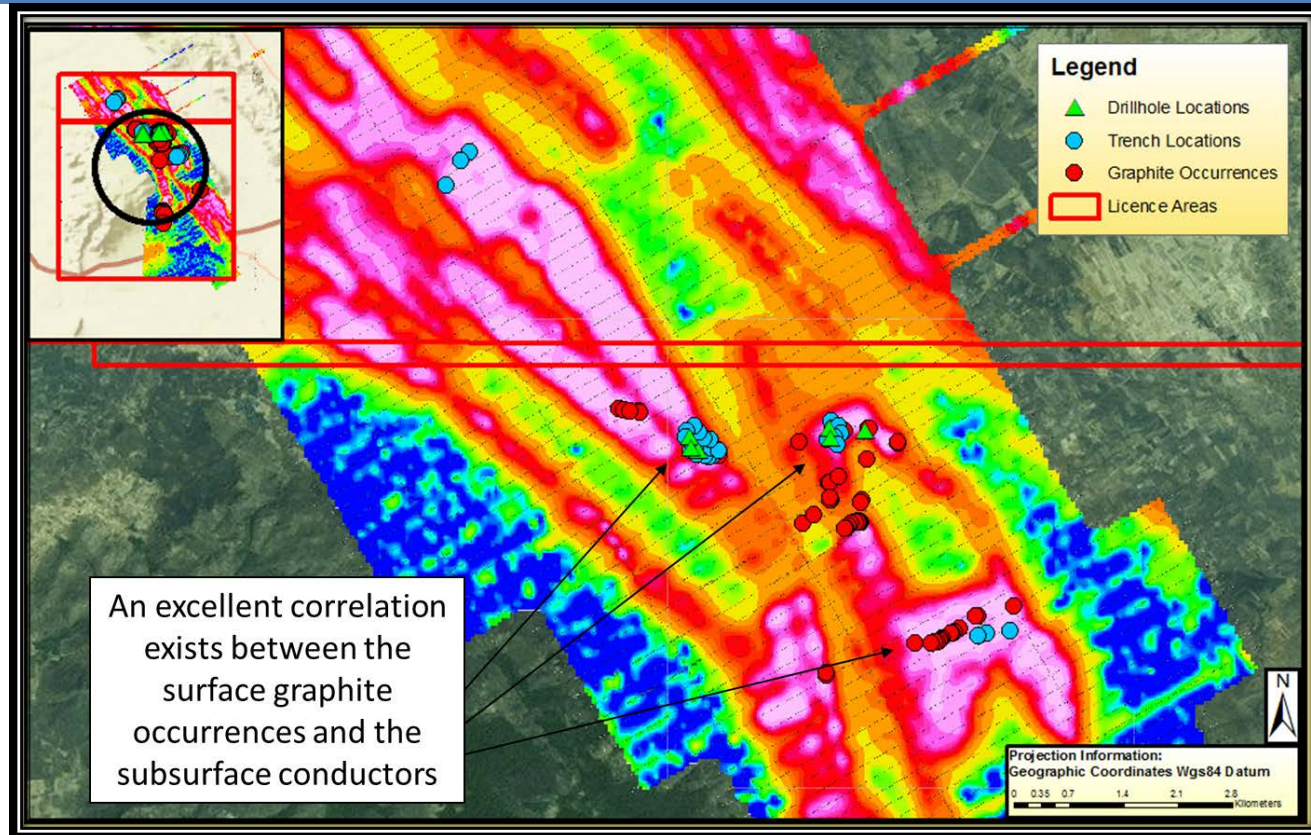 Legend
Drillhole Locations
Trench Locations
Graphite Occurrences
Licence Areas
An excellent correlation
exists between the
surface graphite
occurrences and the
subsurface conductors
N
Projection Information:
Geographic Coordinates Wgs84 Datum
0 0.35 0.7 1.4 2.1 2.8
Kilometers